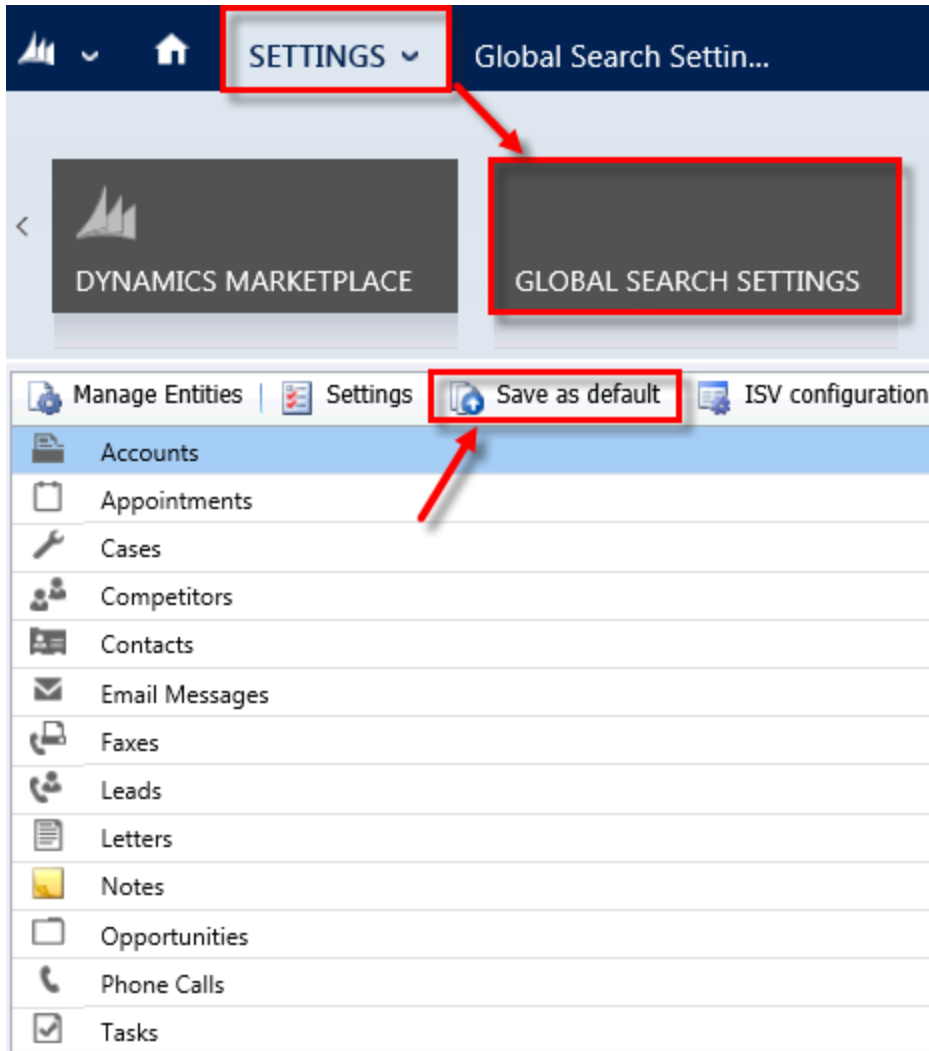 SETTINGS Global Search Settin...
DYNAMICS MARKETPLACE GLOBAL SEARCH SETTINGS
Manage Entities | Settings Save as default ISV configuration
Accounts
Appointments
Cases
Competitors
Contacts
Email Messages
Faxes
Leads
Letters
Notes
Opportunities
Phone Calls
Tasks